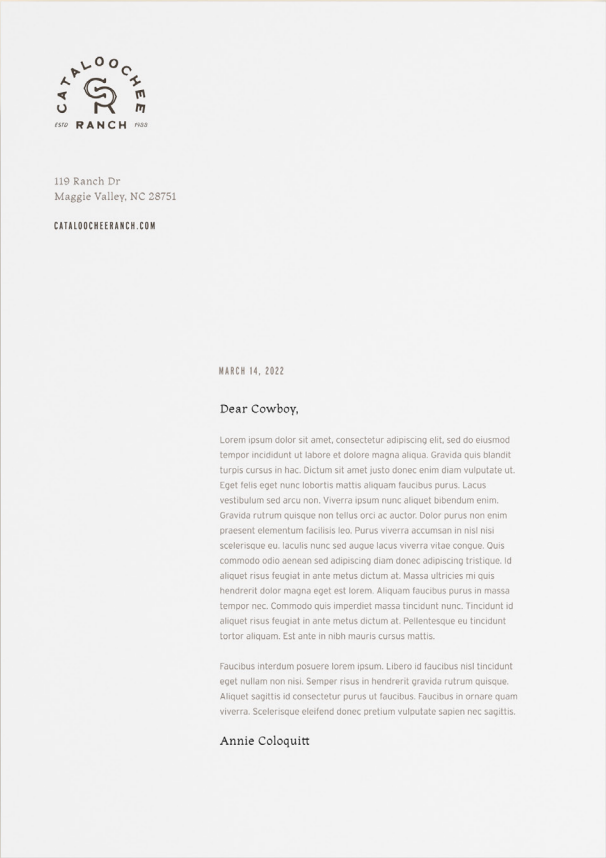 CATALOOCHEE
CR
ESTD RANCH 1933
119 Ranch Dr
Maggie Valley, NC 28751
CATALOOCHEERANCH.COM
MARCH 14, 2022
Dear Cowboy,
Lorem ipsum dolor sit amet, consectetur adipiscing elit, sed do eiusmod
tempor incididunt ut labore et dolore magna aliqua. Gravida quis blandit
turpis cursus in hac. Dictum sit amet justo donec enim diam vulputate ut.
Eget felis eget nunc lobortis mattis aliquam faucibus purus. Lacus
vestibulum sed arcu non. Viverra ipsum nunc aliquet bibendum enim.
Gravida rutrum quisque non tellus orci ac auctor. Dolor purus non enim
praesent elementum facilisis leo. Purus viverra accumsan in nisl nisi
scelerisque eu. Iaculis nunc sed augue lacus viverra vitae congue. Quis
commodo odio aenean sed adipiscing diam donec adipiscing tristique. Id
aliquet risus feugiat in ante metus dictum at. Massa ultricies mi quis
hendrerit dolor magna eget est lorem. Aliquam faucibus purus in massa
tempor nec. Commodo quis imperdiet massa tincidunt nunc. Tincidunt id
aliquet risus feugiat in ante metus dictum at. Pellentesque eu tincidunt
tortor aliquam. Est ante in nibh mauris cursus mattis.
Faucibus interdum posuere lorem ipsum. Libero id faucibus nisl tincidunt
eget nullam non nisi. Semper risus in hendrerit gravida rutrum quisque.
Aliquet sagittis id consectetur purus ut faucibus. Faucibus in ornare quam
viverra. Scelerisque eleifend donec pretium vulputate sapien nec sagittis.
Annie Coloquitt